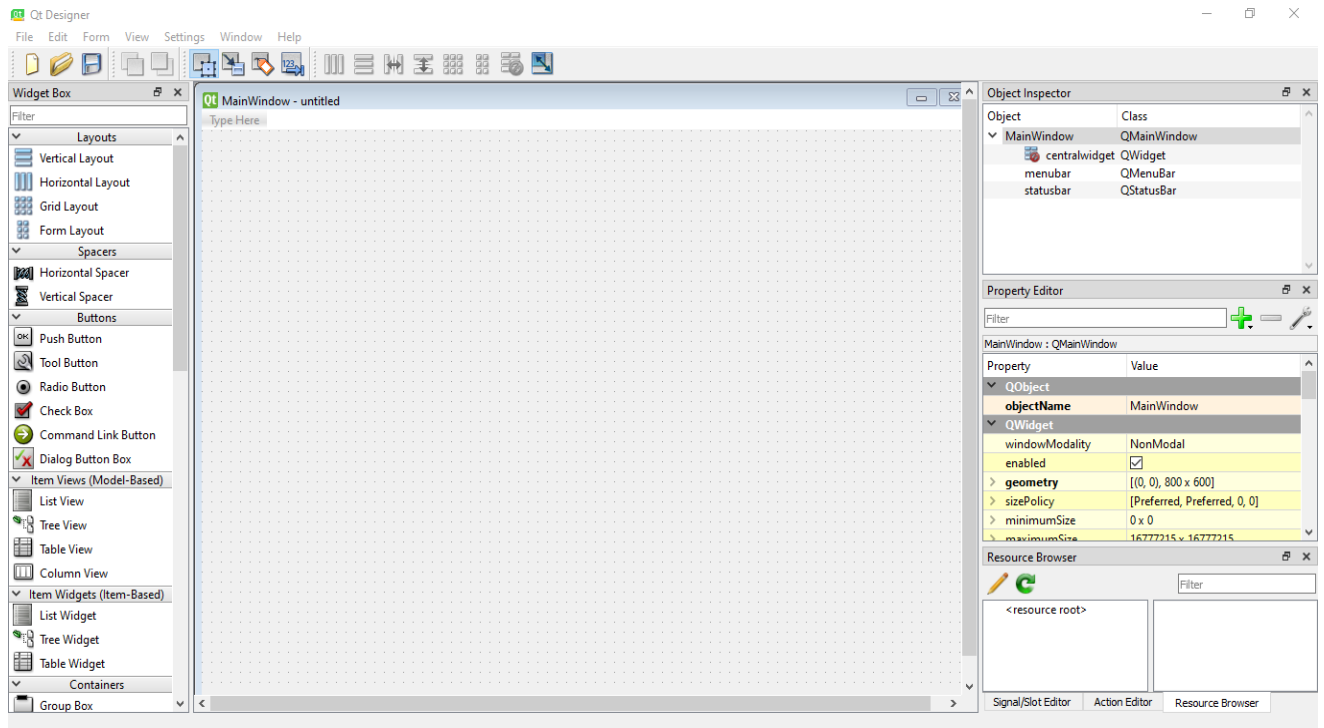 Qt Designer
File Edit Form View Settings Window Help
123
Widget Box
Filter
Layouts
Vertical Layout
Horizontal Layout
Grid Layout
Form Layout
Spacers
Horizontal Spacer
Vertical Spacer
Buttons
OK Push Button
Tool Button
Radio Button
Check Box
Command Link Button
Dialog Button Box
Item Views (Model-Based)
List View
Tree View
Table View
Column View
Item Widgets (Item-Based)
List Widget
Tree Widget
Table Widget
Containers
Group Box
Qt MainWindow - untitled
Type Here
Object Inspector
Object Class
MainWindow QMainWindow
centralwidget QWidget
menubar QMenuBar
statusbar QStatusBar
Property Editor
Filter
MainWindow : QMainWindow
Property Value
QObject
objectName MainWindow
QWidget
windowModality NonModal
enabled
geometry [(0, 0), 800 x 600]
sizePolicy [Preferred, Preferred, 0, 0]
minimumSize 0 x 0
maximumSize 16777215 x 16777215
Resource Browser
Filter
<resource root>
Signal/Slot Editor Action Editor Resource Browser